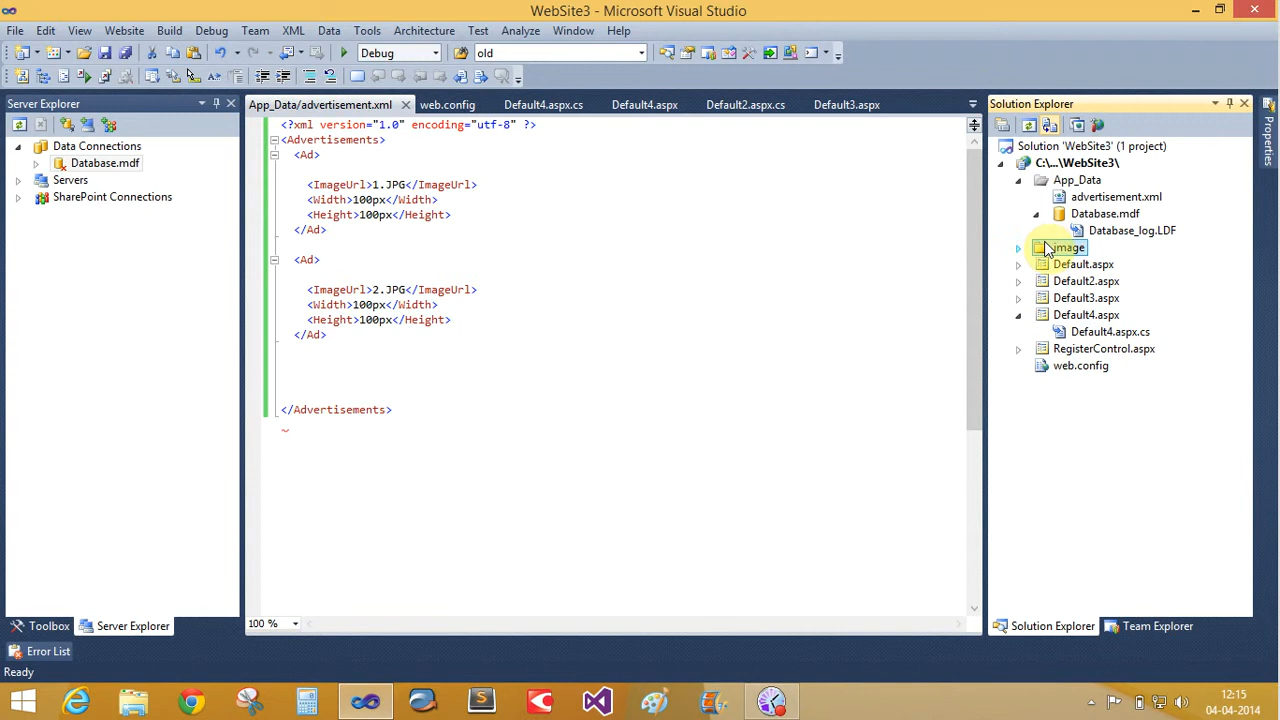 WebSite3 - Microsoft Visual Studio
File Edit View Website Build Debug Team XML Data Tools Architecture Test Analyze Window Help
Debug old
Server Explorer
App_Data/advertisement.xml web.config Default4.aspx.cs Default4.aspx Default2.aspx.cs Default3.aspx
Solution Explorer
Data Connections
Database.mdf
Servers
SharePoint Connections
<?xml version="1.0" encoding="utf-8" ?>
<Advertisements>
<Ad>
<ImageUrl>1.JPG</ImageUrl>
<Width>100px</Width>
<Height>100px</Height>
</Ad>
<Ad>
<ImageUrl>2.JPG</ImageUrl>
<Width>100px</Width>
<Height>100px</Height>
</Ad>
</Advertisements>
Solution 'WebSite3' (1 project)
C:\...\WebSite3\
App_Data
advertisement.xml
Database.mdf
Database_log.LDF
image
Default.aspx
Default2.aspx
Default3.aspx
Default4.aspx
Default4.aspx.cs
RegisterControl.aspx
web.config
Properties
100 %
Toolbox Server Explorer
Solution Explorer Team Explorer
Error List
Ready
12:15
04-04-2014